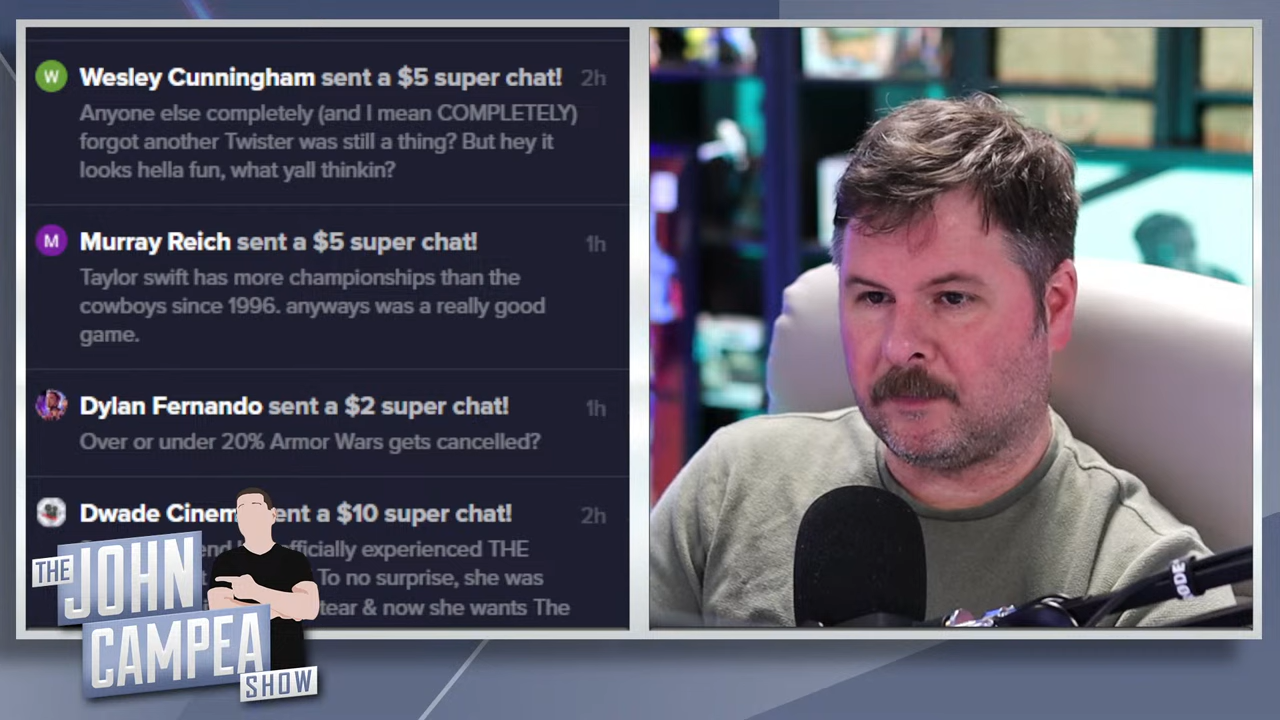 W
Wesley Cunningham sent a $5 super chat! 2h
Anyone else completely (and I mean COMPLETELY)
forgot another Twister was still a thing? But hey it
looks hella fun, what yall thinkin?
M
Murray Reich sent a $5 super chat! 1h
Taylor swift has more championships than the
cowboys since 1996. anyways was a really good
game.
Dylan Fernando sent a $2 super chat! 1h
Over or under 20% Armor Wars gets cancelled?
Dwade a $10 super chat! 2h
experienced THE
To no surprise, she was
tear & now she wants The
THE
JOHN
CAMPEA
SHOW
RODE